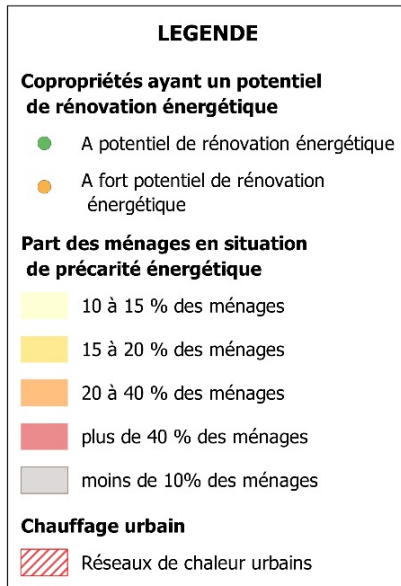 LEGENDE
Copropriétés ayant un potentiel
de rénovation énergétique
A potentiel de rénovation énergétique
A fort potentiel de rénovation
énergétique
Part des ménages en situation
de précarité énergétique
10 à 15 % des ménages
15 à 20 % des ménages
20 à 40 % des ménages
plus de 40 % des ménages
moins de 10% des ménages
Chauffage urbain
Réseaux de chaleur urbains